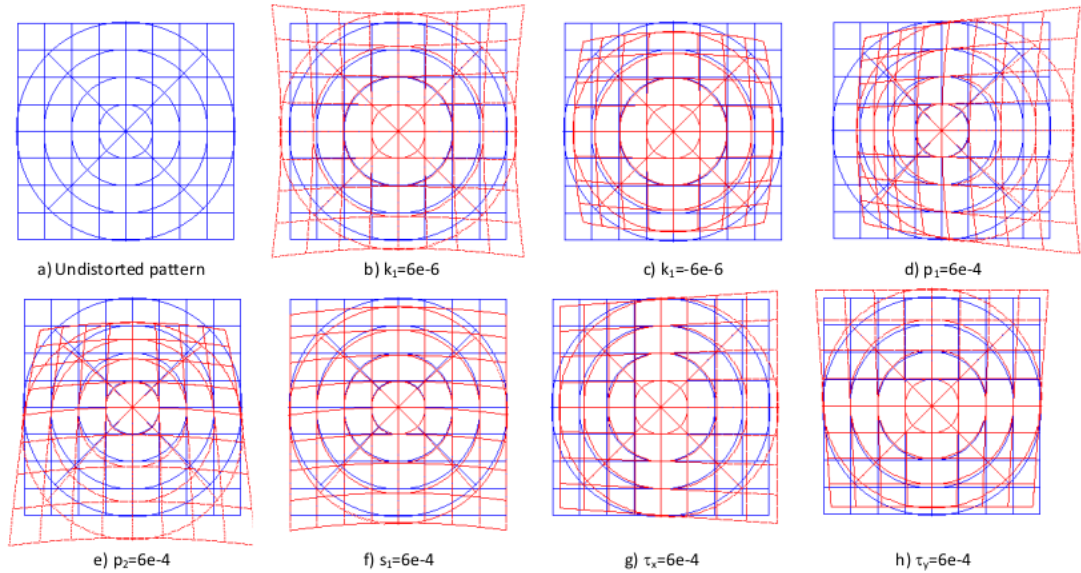 a) Undistorted pattern
b) k₁=6e-6
c) k₁=-6e-6
d) p₁=6e-4
e) p₂=6e-4
f) s₁=6e-4
g) τₓ=6e-4
h) τᵧ=6e-4